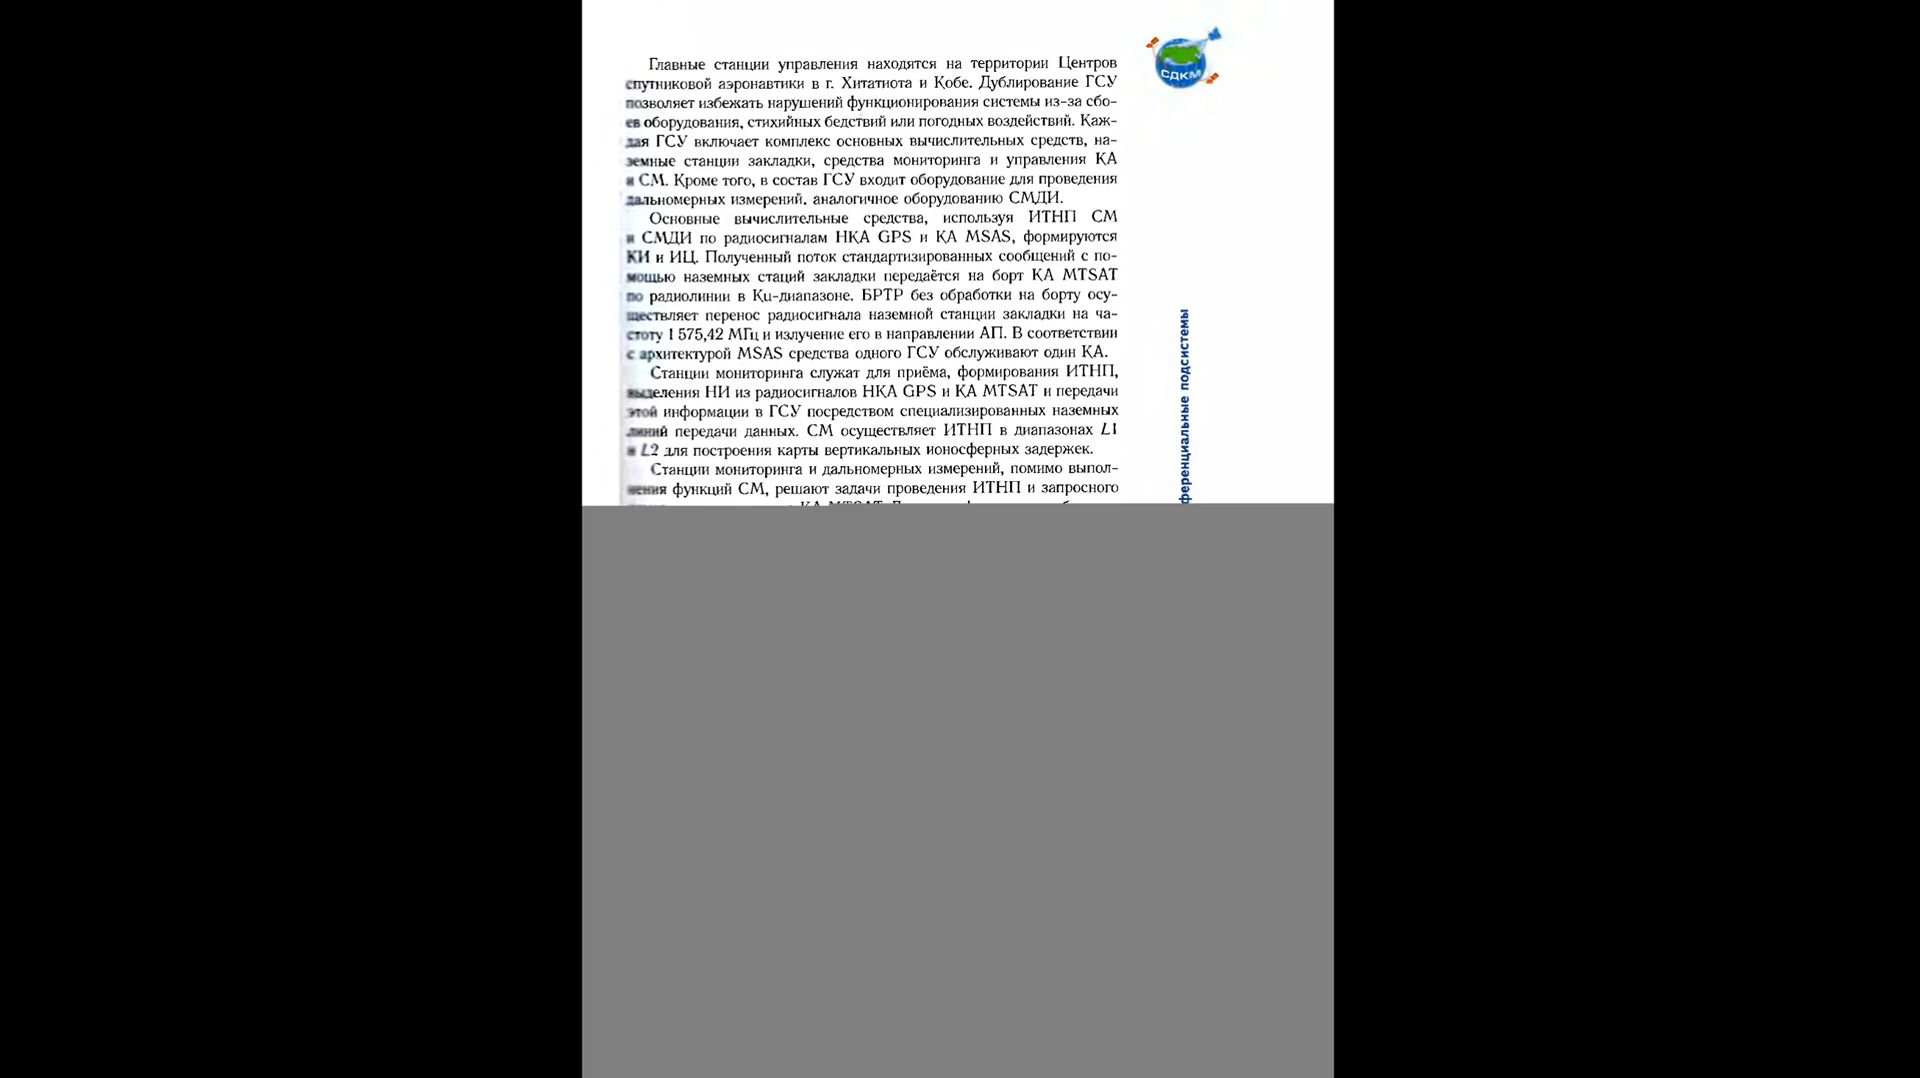 Главные станции управления находятся на территории Центров
спутниковой аэронавтики в г. Хитатиота и Кобе. Дублирование ГСУ
позволяет избежать нарушений функционирования системы из-за сбо-
ев оборудования, стихийных бедствий или погодных воздействий. Каж-
дая ГСУ включает комплекс основных вычислительных средств, на-
земные станции закладки, средства мониторинга и управления КА
и СМ. Кроме того, в состав ГСУ входит оборудование для проведения
дальномерных измерений, аналогичное оборудованию СМДИ.
Основные вычислительные средства, используя ИТНП СМ
и СМДИ по радиосигналам НКА GPS и КА MSAS, формируются
КИ и ИЦ. Полученный поток стандартизированных сообщений с по-
мощью наземных стаций закладки передаётся на борт КА MTSAT
по радиолинии в Ku-диапазоне. БРТР без обработки на борту осу-
ществляет перенос радиосигнала наземной станции закладки на ча-
стоту 1 575,42 МГц и излучение его в направлении АП. В соответствии
с архитектурой MSAS средства одного ГСУ обслуживают один КА.
Станции мониторинга служат для приёма, формирования ИТНП,
выделения НИ из радиосигналов НКА GPS и КА MTSAT и передачи
этой информации в ГСУ посредством специализированных наземных
линий передачи данных. СМ осуществляет ИТНП в диапазонах L1
и L2 для построения карты вертикальных ионосферных задержек.
Станции мониторинга и дальномерных измерений, помимо выпол-
нения функций СМ, решают задачи проведения ИТНП и запросного
СДКМ
ференциальные подсистемы